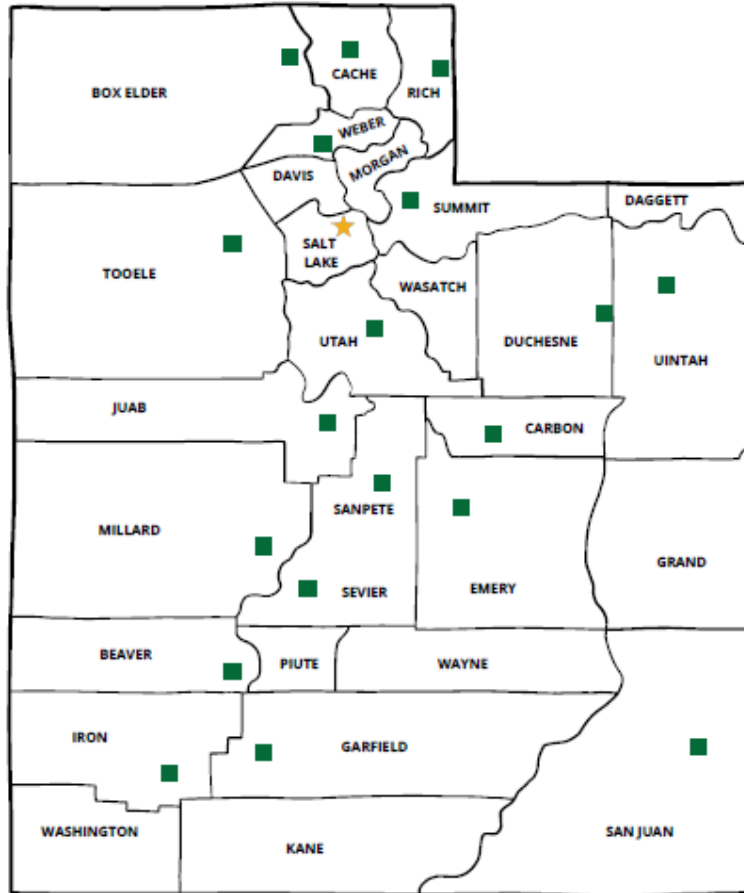 CACHE
BOX ELDER
RICH
WEBER
MORGAN
DAVIS
SUMMIT
DAGGETT
SALT
LAKE
TOOELE
WASATCH
UTAH
DUCHESNE
UINTAH
JUAB
CARBON
SANPETE
MILLARD
GRAND
SEVIER
EMERY
BEAVER
PIUTE
WAYNE
IRON
GARFIELD
WASHINGTON
SAN JUAN
KANE